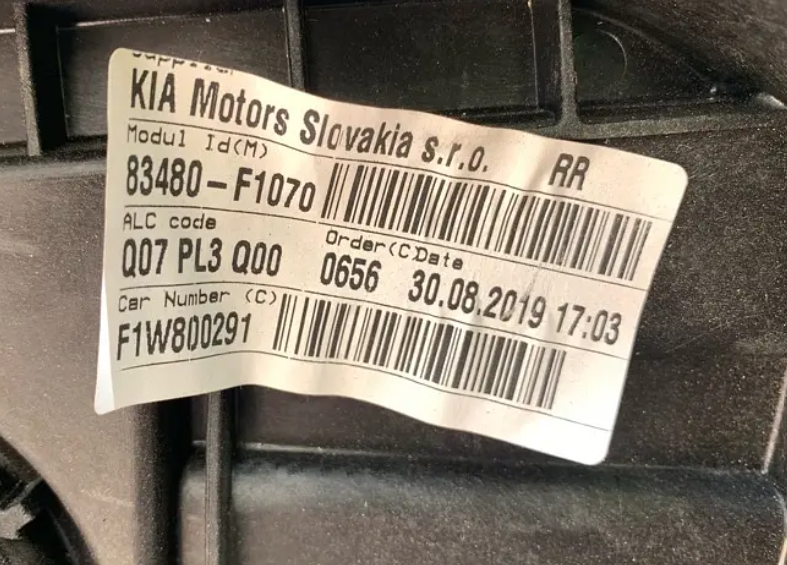 Supplier
KIA Motors Slovakia s.r.o. RR
Modul Id(M)
83480-F1070
ALC code Order(C)Date
Q07 PL3 Q00 0656 30.08.2019 17:03
Car Number (C)
F1W800291